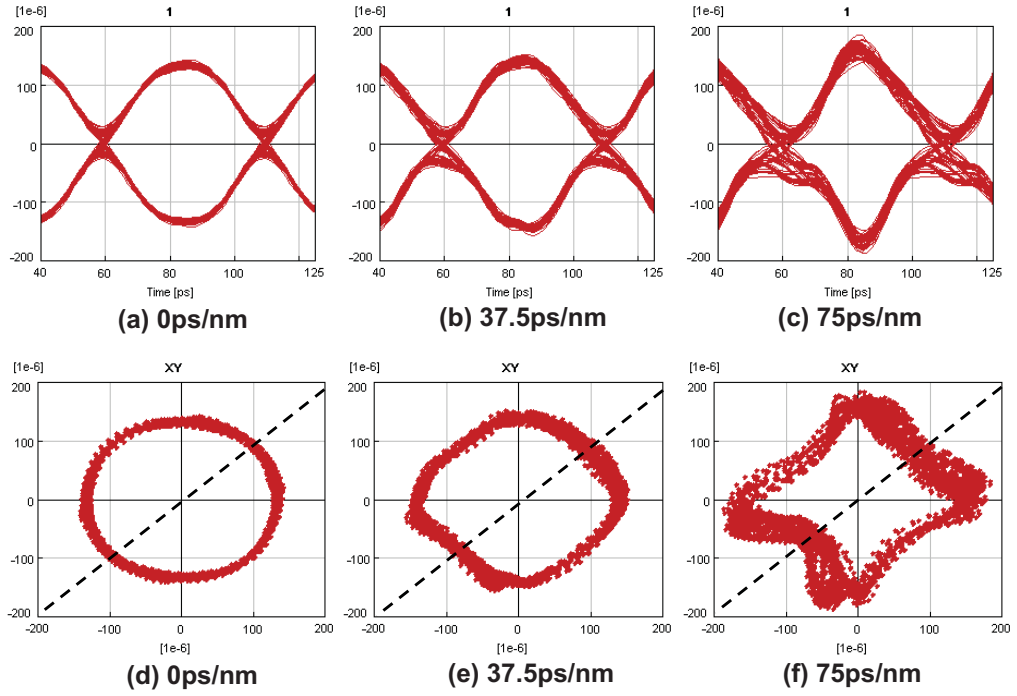 [1e-6] 1 [1e-6] 1 [1e-6] 1
200 200 200
100 100 100
0 0 0
-100 -100 -100
-200 -200 -200
40 60 80 100 125 40 60 80 100 125 40 60 80 100 125
Time [ps] Time [ps] Time [ps]
(a) 0ps/nm (b) 37.5ps/nm (c) 75ps/nm
[1e-6] XY [1e-6] XY [1e-6] XY
200 200 200
100 100 100
0 0 0
-100 -100 -100
-200 -200 -200
-200 -100 0 100 200 -200 -100 0 100 200 -200 -100 0 100 200
[1e-6] [1e-6] [1e-6]
(d) 0ps/nm (e) 37.5ps/nm (f) 75ps/nm